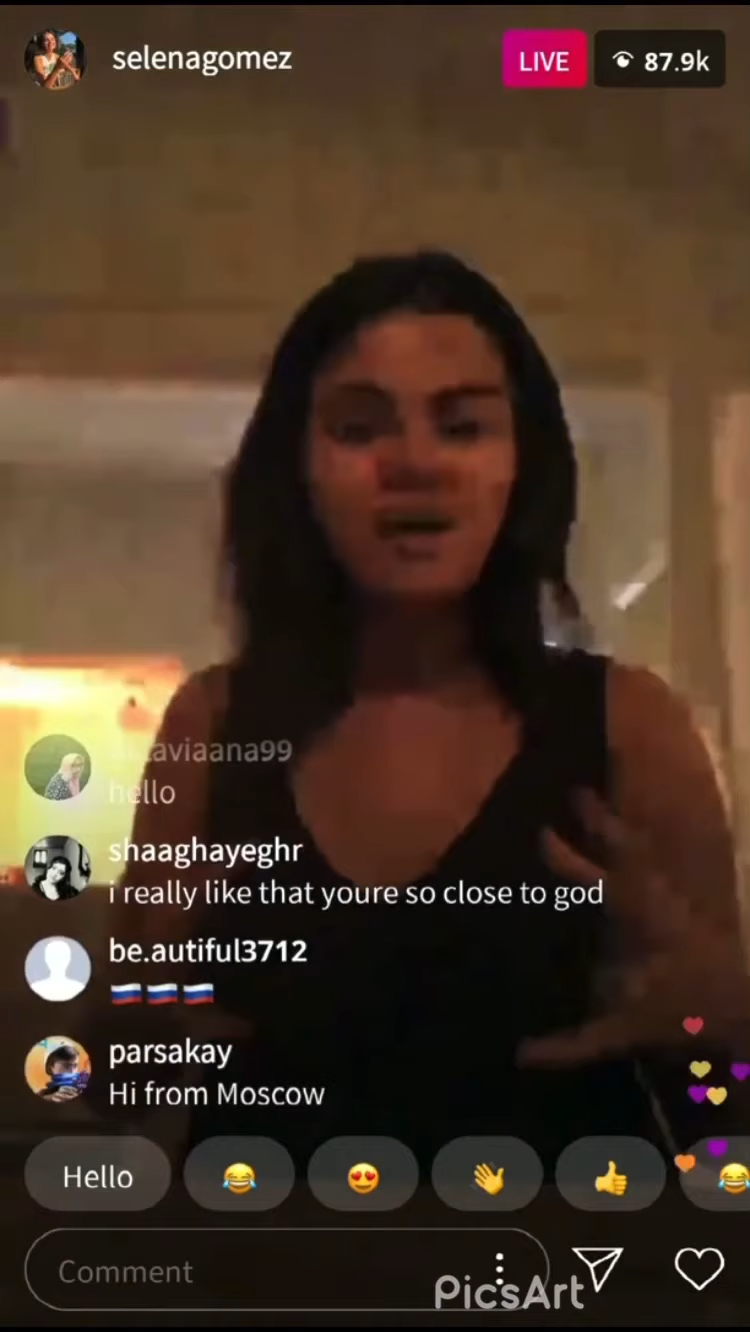 selenagomez
LIVE
87.9k
aviaana99
hello
shaaghayeghr
i really like that youre so close to god
be.autiful3712
🇷🇺🇷🇺🇷🇺
parsakay
Hi from Moscow
Hello 😂 😍 👋 👍 😂
Comment
PicsArt